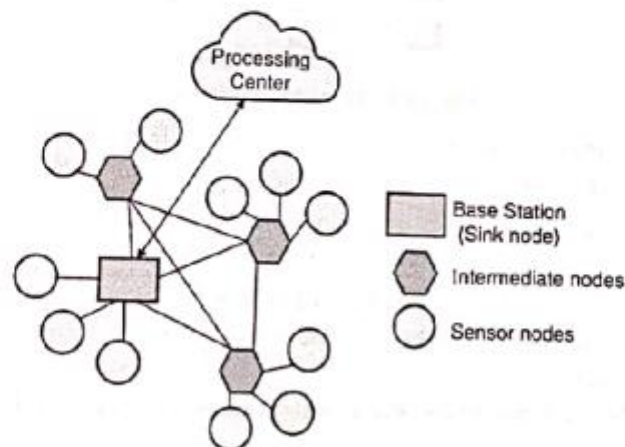 Processing
Center
Base Station
(Sink node)
Intermediate nodes
Sensor nodes